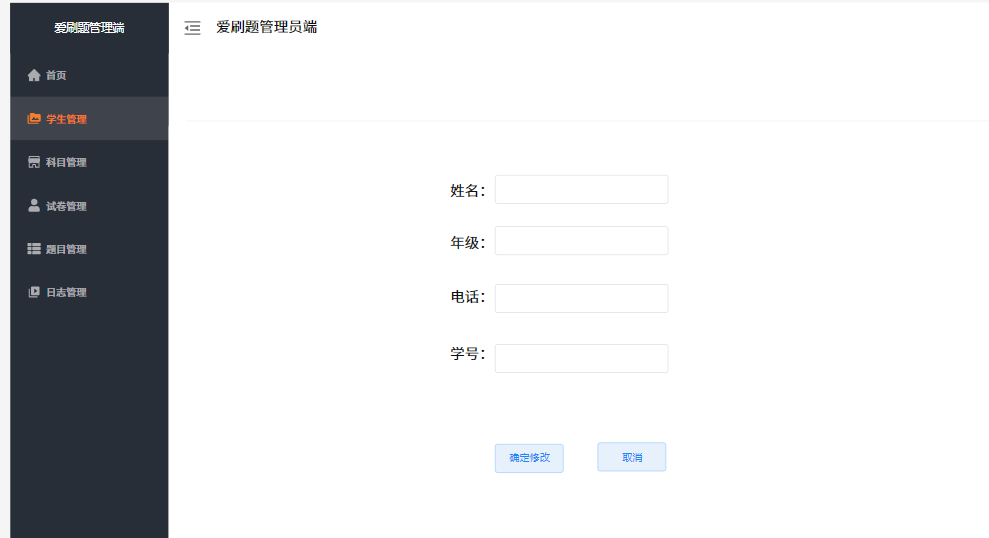 爱刷题管理端
爱刷题管理员端
首页
学生管理
科目管理
试卷管理
题目管理
日志管理
姓名：
年级：
电话：
学号：
确定修改
取消